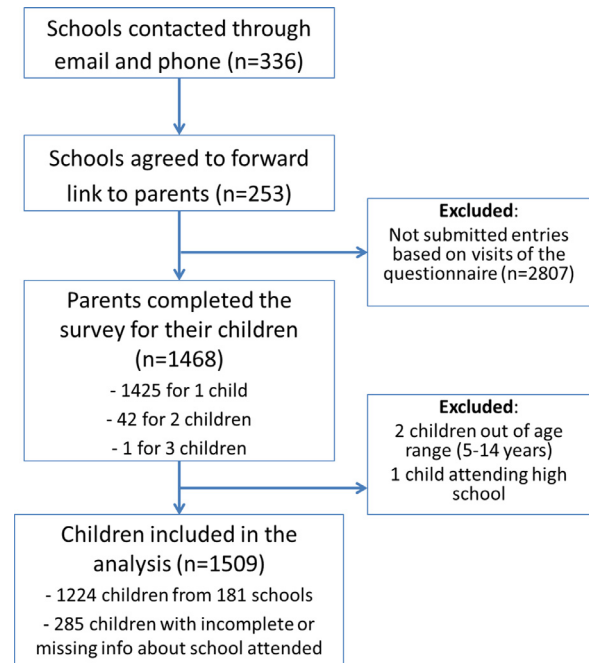 Schools contacted through
email and phone (n=336)
Schools agreed to forward
link to parents (n=253)
Excluded:
Not submitted entries
based on visits of the
questionnaire (n=2807)
Parents completed the
survey for their children
(n=1468)
- 1425 for 1 child
- 42 for 2 children
- 1 for 3 children
Excluded:
2 children out of age
range (5-14 years)
1 child attending high
school
Children included in the
analysis (n=1509)
- 1224 children from 181 schools
- 285 children with incomplete or
missing info about school attended